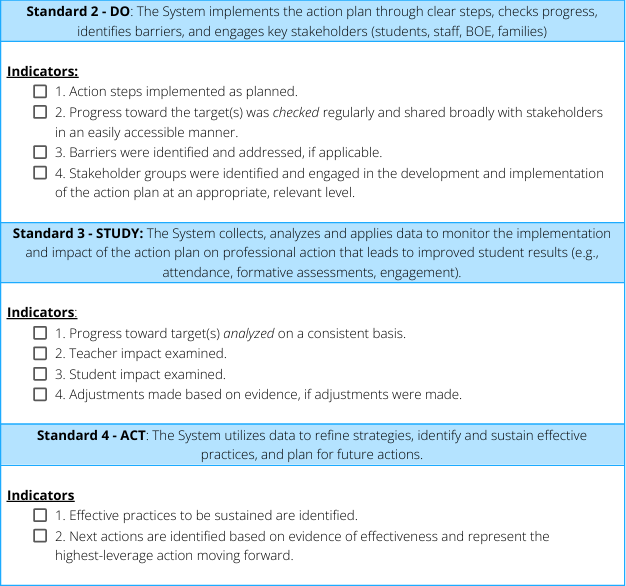 Standard 2 - DO: The System implements the action plan through clear steps, checks progress,
identifies barriers, and engages key stakeholders (students, staff, BOE, families)
Indicators:
1. Action steps implemented as planned.
2. Progress toward the target(s) was checked regularly and shared broadly with stakeholders
in an easily accessible manner.
3. Barriers were identified and addressed, if applicable.
4. Stakeholder groups were identified and engaged in the development and implementation
of the action plan at an appropriate, relevant level.
Standard 3 - STUDY: The System collects, analyzes and applies data to monitor the implementation
and impact of the action plan on professional action that leads to improved student results (e.g.,
attendance, formative assessments, engagement).
Indicators:
1. Progress toward target(s) analyzed on a consistent basis.
2. Teacher impact examined.
3. Student impact examined.
4. Adjustments made based on evidence, if adjustments were made.
Standard 4 - ACT: The System utilizes data to refine strategies, identify and sustain effective
practices, and plan for future actions.
Indicators
1. Effective practices to be sustained are identified.
2. Next actions are identified based on evidence of effectiveness and represent the
highest-leverage action moving forward.